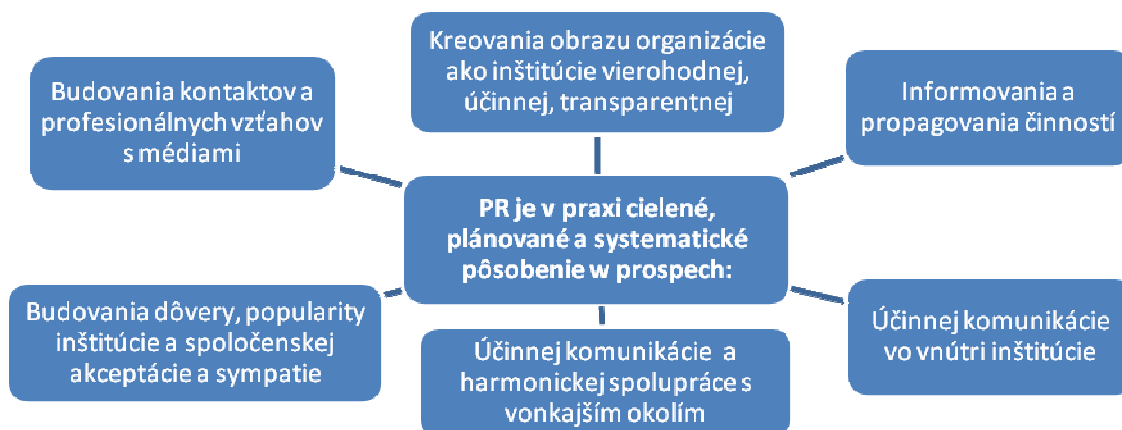 Kreovania obrazu organizácie
ako inštitúcie vierohodnej,
účinnej, transparentnej
Budovania kontaktov a
profesionálnych vzťahov
s médiami
Informovania a
propagovania činností
PR je v praxi cielené,
plánované a systematické
pôsobenie w prospech:
Budovania dôvery, popularity
inštitúcie a spoločenskej
akceptácie a sympatie
Účinnej komunikácie a
harmonickej spolupráce s
vonkajším okolím
Účinnej komunikácie
vo vnútri inštitúcie